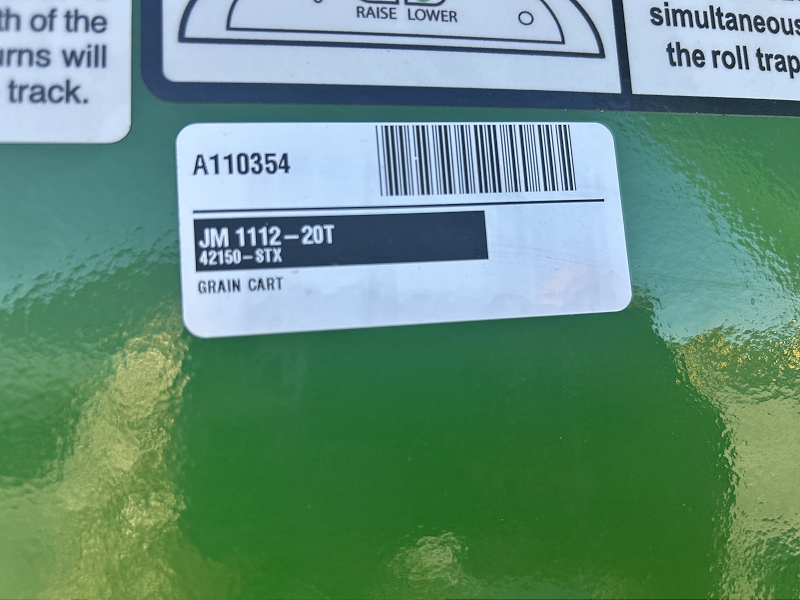 th of the
urns will
track.
RAISE LOWER
simultaneous
the roll trap
A110354
JM 1112-20T
42150-STX
GRAIN CART